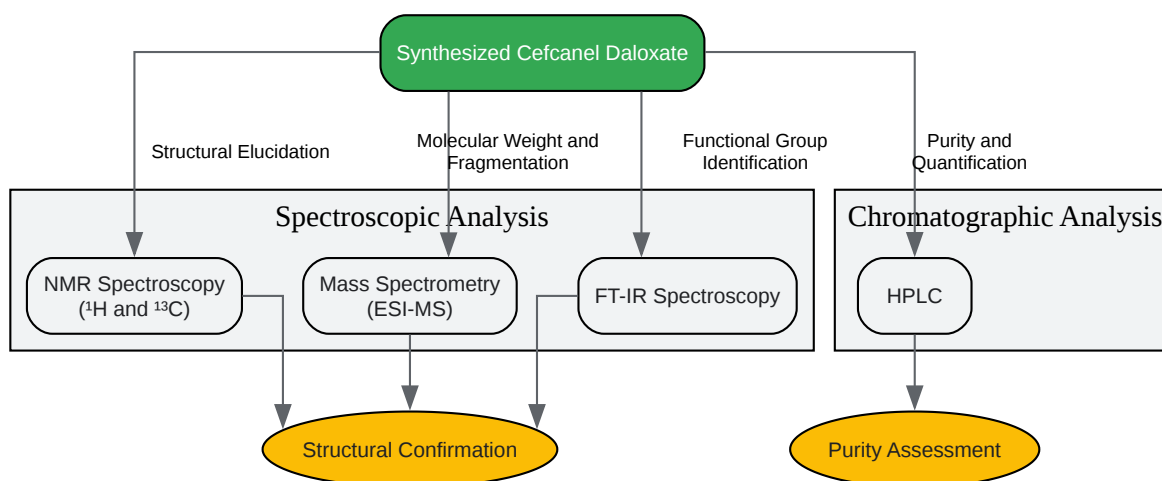 Synthesized Cefcanel Daloxate
Structural Elucidation
Molecular Weight and
Fragmentation
Functional Group
Identification
Purity and
Quantification
Spectroscopic Analysis
Chromatographic Analysis
NMR Spectroscopy
(¹H and ¹³C)
Mass Spectrometry
(ESI-MS)
FT-IR Spectroscopy
HPLC
Structural Confirmation
Purity Assessment